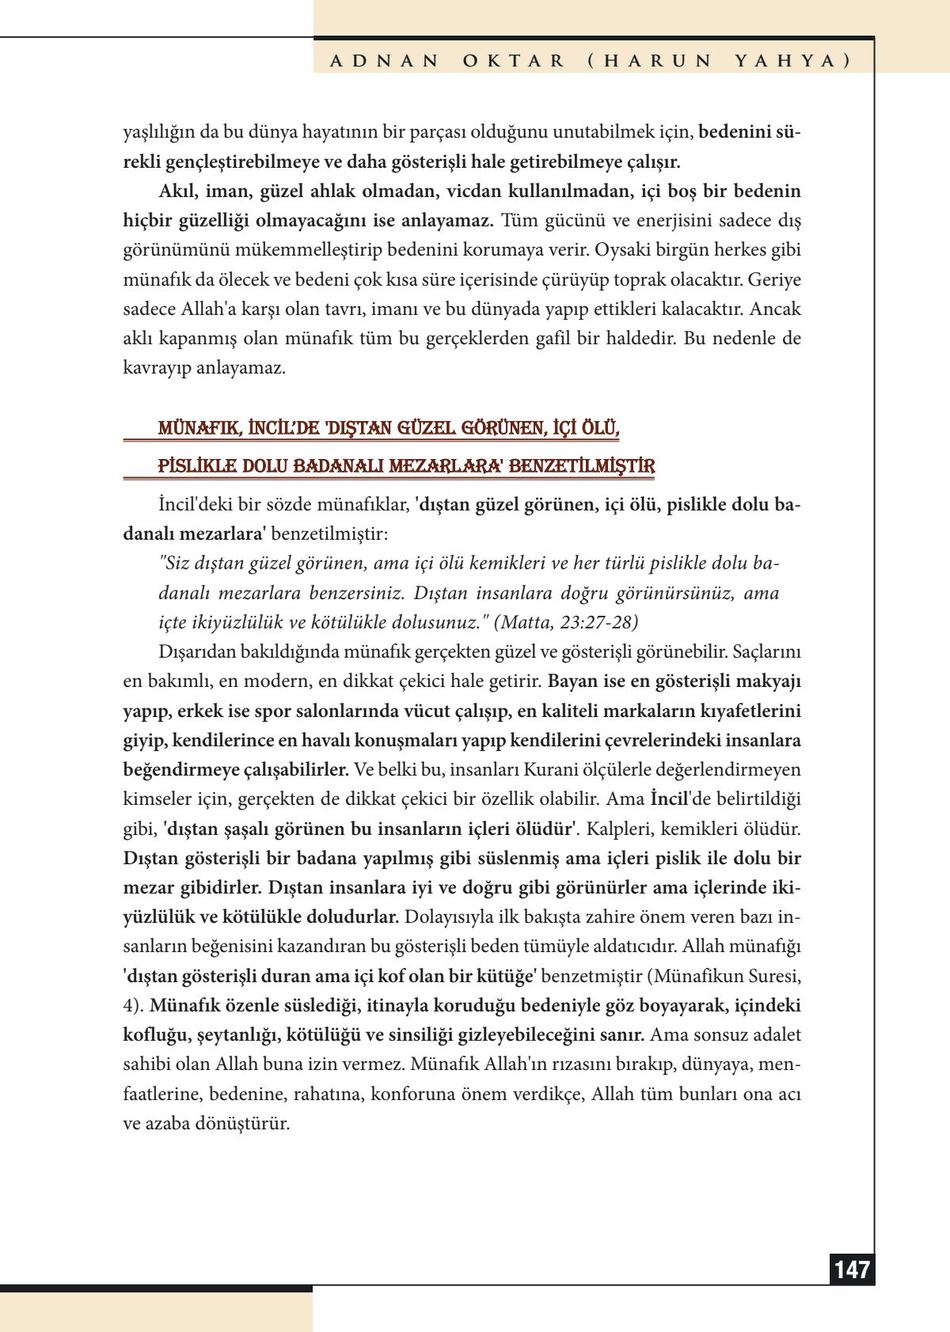 ADNAN OKTAR (HARUN YAHYA)
yaşlılığın da bu dünya hayatının bir parçası olduğunu unutabilmek için, bedenini sü-
rekli gençleştirebilmeye ve daha gösterişli hale getirebilmeye çalışır.
Akıl, iman, güzel ahlak olmadan, vicdan kullanılmadan, içi boş bir bedenin
hiçbir güzelliği olmayacağını ise anlayamaz. Tüm gücünü ve enerjisini sadece dış
görünümünü mükemmelleştirip bedenini korumaya verir. Oysaki birgün herkes gibi
münafık da ölecek ve bedeni çok kısa süre içerisinde çürüyüp toprak olacaktır. Geriye
sadece Allah'a karşı olan tavrı, imanı ve bu dünyada yapıp ettikleri kalacaktır. Ancak
aklı kapanmış olan münafık tüm bu gerçeklerden gafil bir haldedir. Bu nedenle de
kavrayıp anlayamaz.
MÜNAFIK, İNCİL'DE 'DIŞTAN GÜZEL GÖRÜNEN, İÇİ ÖLÜ,
PİSLİKLE DOLU BADANALI MEZARLARA' BENZETİLMİŞTİR
İncil'deki bir sözde münafıklar, 'dıştan güzel görünen, içi ölü, pislikle dolu ba-
danalı mezarlara' benzetilmiştir:
"Siz dıştan güzel görünen, ama içi ölü kemikleri ve her türlü pislikle dolu ba-
danalı mezarlara benzersiniz. Dıştan insanlara doğru görünürsünüz, ama
içte ikiyüzlülük ve kötülükle dolusunuz." (Matta, 23:27-28)
Dışarıdan bakıldığında münafık gerçekten güzel ve gösterişli görünebilir. Saçlarını
en bakımlı, en modern, en dikkat çekici hale getirir. Bayan ise en gösterişli makyajı
yapıp, erkek ise spor salonlarında vücut çalışıp, en kaliteli markaların kıyafetlerini
giyip, kendilerince en havalı konuşmaları yapıp kendilerini çevrelerindeki insanlara
beğendirmeye çalışabilirler. Ve belki bu, insanları Kurani ölçülerle değerlendirmeyen
kimseler için, gerçekten de dikkat çekici bir özellik olabilir. Ama İncil'de belirtildiği
gibi, 'dıştan şaşalı görünen bu insanların içleri ölüdür'. Kalpleri, kemikleri ölüdür.
Dıştan gösterişli bir badana yapılmış gibi süslenmiş ama içleri pislik ile dolu bir
mezar gibidirler. Dıştan insanlara iyi ve doğru gibi görünürler ama içlerinde iki-
yüzlülük ve kötülükle doludurlar. Dolayısıyla ilk bakışta zahire önem veren bazı in-
sanların beğenisini kazandıran bu gösterişli beden tümüyle aldatıcıdır. Allah münafığı
'dıştan gösterişli duran ama içi kof olan bir kütüğe' benzetmiştir (Münafikun Suresi,
4). Münafık özenle süslediği, itinayla koruduğu bedeniyle göz boyayarak, içindeki
kofluğu, şeytanlığı, kötülüğü ve sinsiliği gizleyebileceğini sanır. Ama sonsuz adalet
sahibi olan Allah buna izin vermez. Münafık Allah'ın rızasını bırakıp, dünyaya, men-
faatlerine, bedenine, rahatına, konforuna önem verdikçe, Allah tüm bunları ona acı
ve azaba dönüştürür.
147